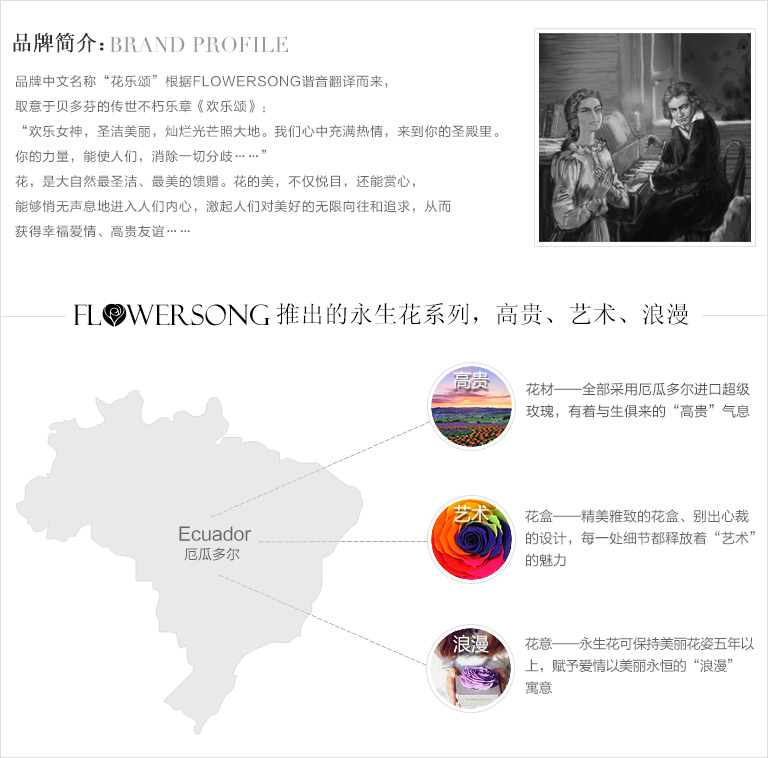 品牌简介:BRAND PROFILE
品牌中文名称“花乐颂”根据FLOWERSONG谐音翻译而来，
取意于贝多芬的传世不朽乐章《欢乐颂》:
“欢乐女神，圣洁美丽，灿烂光芒照大地。我们心中充满热情，来到你的圣殿里。
你的力量，能使人们，消除一切分歧……”
花，是大自然最圣洁、最美的馈赠。花的美，不仅悦目，还能赏心，
能够悄无声息地进入人们内心，激起人们对美好的无限向往和追求，从而
获得幸福爱情、高贵友谊……
FLOWERSONG 推出的永生花系列，高贵、艺术、浪漫
高贵
花材——全部采用厄瓜多尔进口超级
玫瑰，有着与生俱来的“高贵”气息
Ecuador
厄瓜多尔
艺术
花盒——精美雅致的花盒、别出心裁
的设计，每一处细节都释放着“艺术”
的魅力
浪漫
花意——永生花可保持美丽花姿五年以
上，赋予爱情以美丽永恒的“浪漫”
寓意